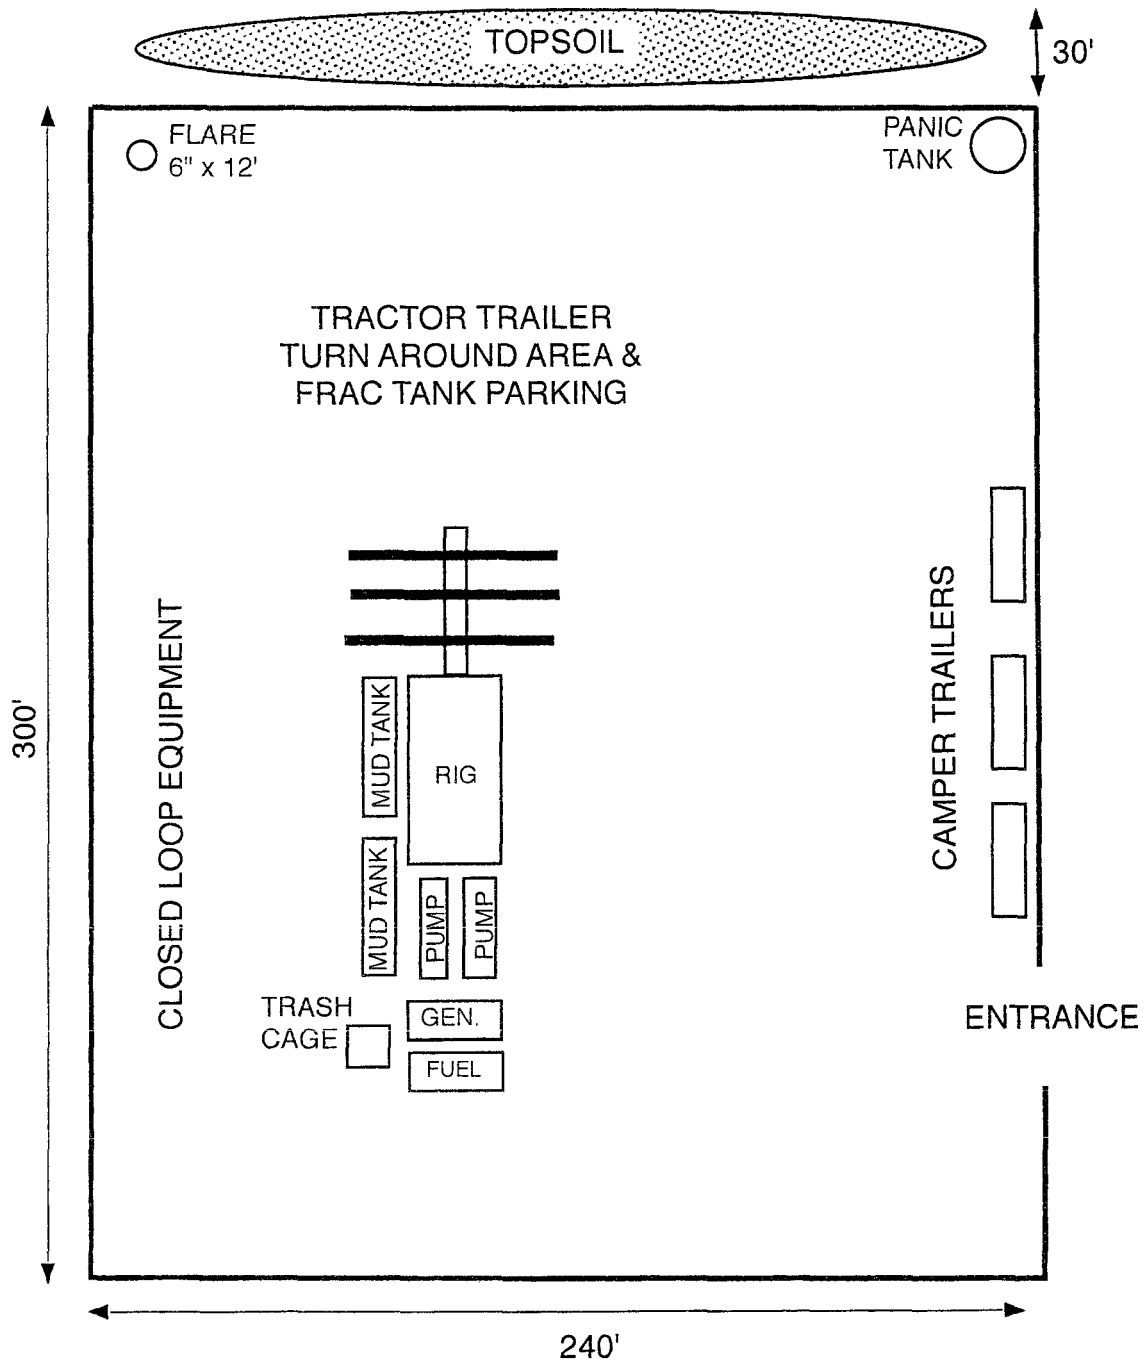 TOPSOIL
30'
FLARE
6" x 12'
PANIC
TANK
TRACTOR TRAILER
TURN AROUND AREA &
FRAC TANK PARKING
300'
CLOSED LOOP EQUIPMENT
MUD TANK
RIG
CAMPER TRAILERS
MUD TANK
PUMP
PUMP
TRASH
CAGE
GEN.
FUEL
ENTRANCE
240'